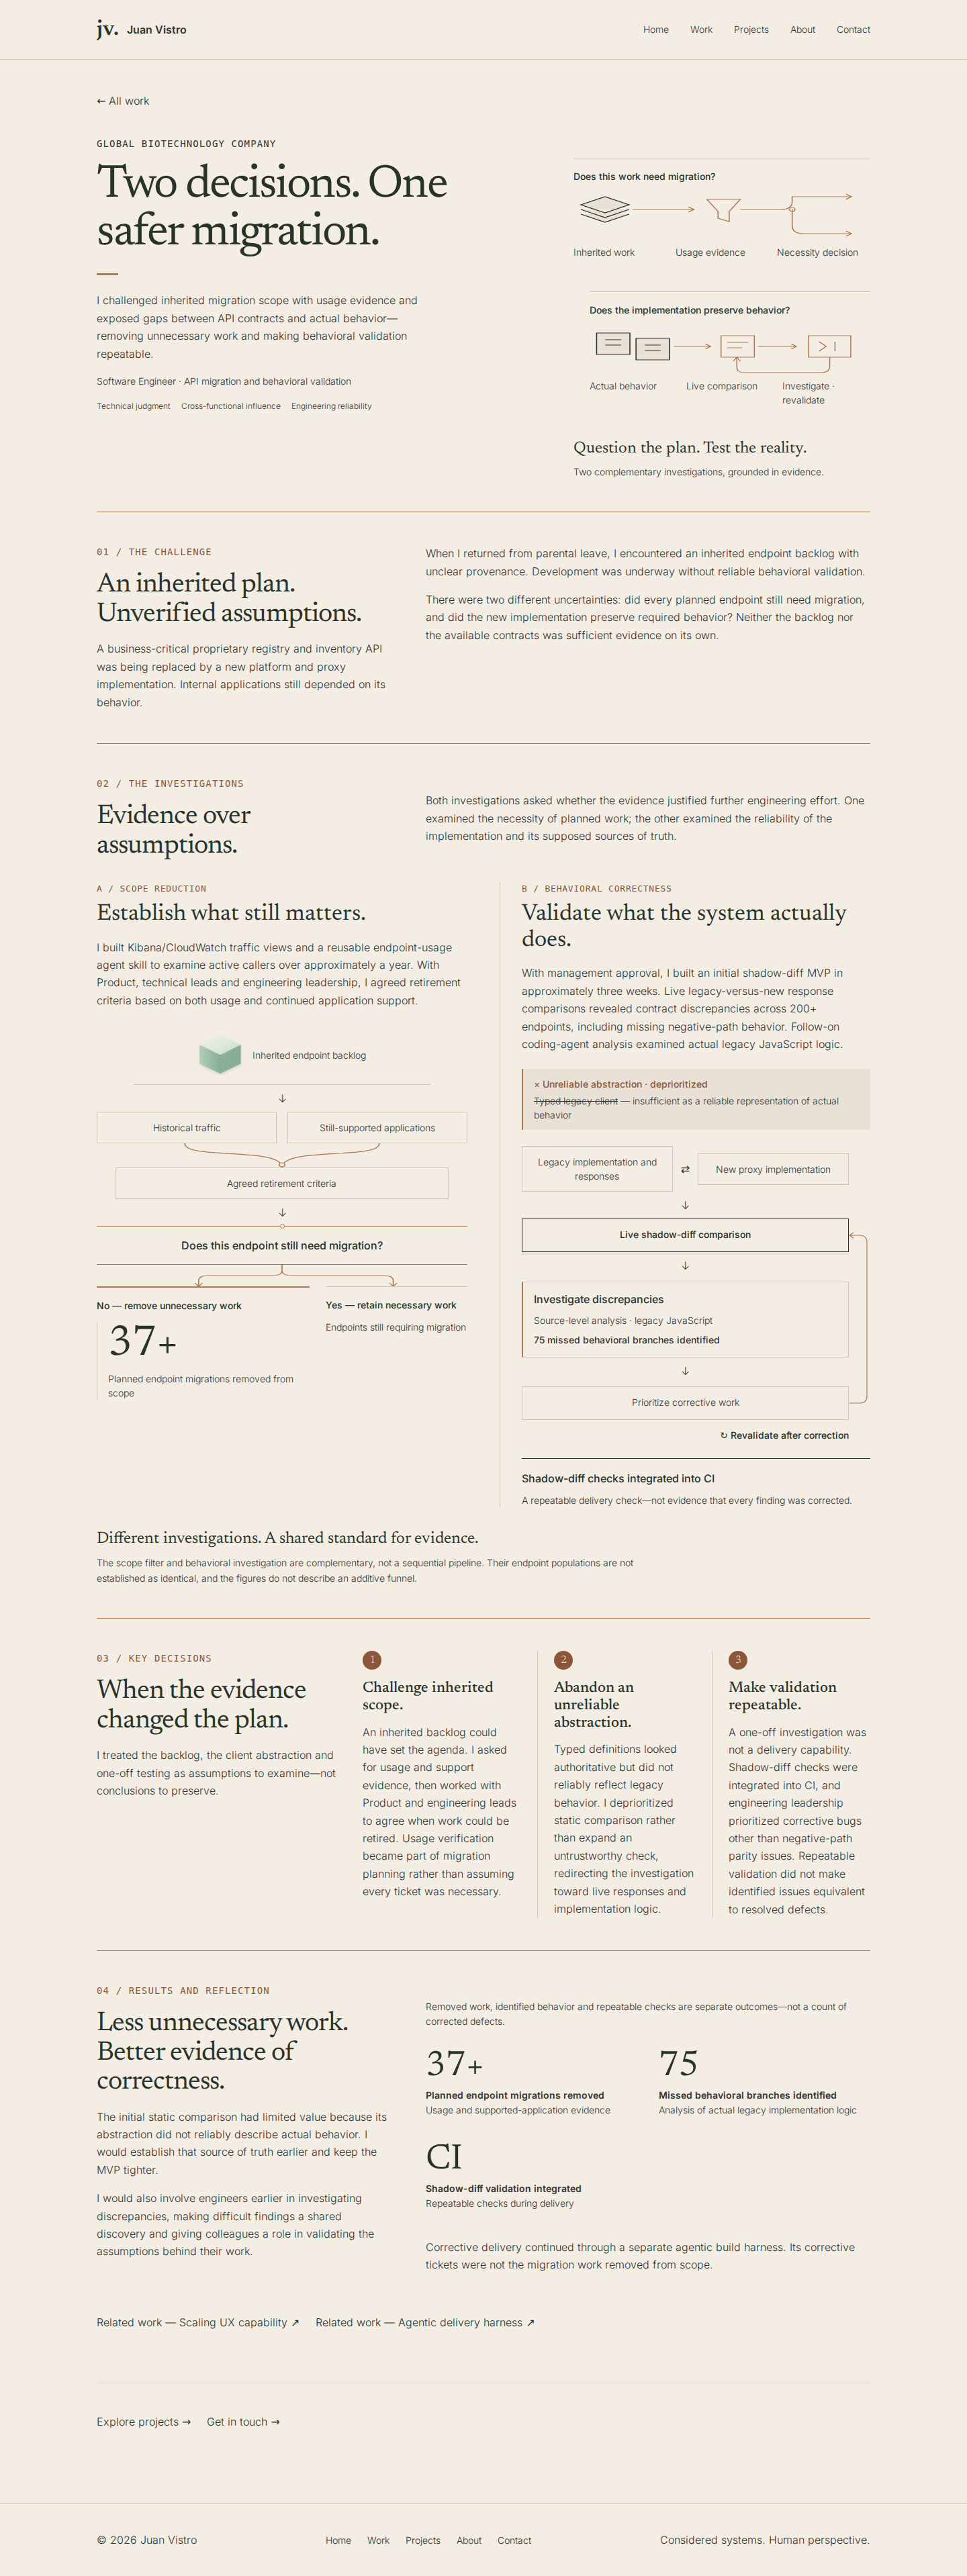 jv. Juan Vistro
Home Work Projects About Contact
← All work
GLOBAL BIOTECHNOLOGY COMPANY
Two decisions. One
safer migration.
I challenged inherited migration scope with usage evidence and
exposed gaps between API contracts and actual behavior—
removing unnecessary work and making behavioral validation
repeatable.
Software Engineer · API migration and behavioral validation
Technical judgment Cross-functional influence Engineering reliability
Does this work need migration?
Inherited work Usage evidence Necessity decision
Does the implementation preserve behavior?
Actual behavior Live comparison Investigate ·
revalidate
Question the plan. Test the reality.
Two complementary investigations, grounded in evidence.
01 / THE CHALLENGE
An inherited plan.
Unverified assumptions.
A business-critical proprietary registry and inventory API
was being replaced by a new platform and proxy
implementation. Internal applications still depended on its
behavior.
When I returned from parental leave, I encountered an inherited endpoint backlog with
unclear provenance. Development was underway without reliable behavioral validation.
There were two different uncertainties: did every planned endpoint still need migration,
and did the new implementation preserve required behavior? Neither the backlog nor
the available contracts was sufficient evidence on its own.
02 / THE INVESTIGATIONS
Evidence over
assumptions.
Both investigations asked whether the evidence justified further engineering effort. One
examined the necessity of planned work; the other examined the reliability of the
implementation and its supposed sources of truth.
A / SCOPE REDUCTION
Establish what still matters.
I built Kibana/CloudWatch traffic views and a reusable endpoint-usage
agent skill to examine active callers over approximately a year. With
Product, technical leads and engineering leadership, I agreed retirement
criteria based on both usage and continued application support.
Inherited endpoint backlog
↓
Historical traffic Still-supported applications
Agreed retirement criteria
↓
Does this endpoint still need migration?
No — remove unnecessary work
37+
Planned endpoint migrations removed from
scope
Yes — retain necessary work
Endpoints still requiring migration
B / BEHAVIORAL CORRECTNESS
Validate what the system actually
does.
With management approval, I built an initial shadow-diff MVP in
approximately three weeks. Live legacy-versus-new response
comparisons revealed contract discrepancies across 200+
endpoints, including missing negative-path behavior. Follow-on
coding-agent analysis examined actual legacy JavaScript logic.
× Unreliable abstraction · deprioritized
Typed legacy client — insufficient as a reliable representation of actual
behavior
Legacy implementation and
responses
⇄
New proxy implementation
↓
Live shadow-diff comparison
↓
Investigate discrepancies
Source-level analysis · legacy JavaScript
75 missed behavioral branches identified
↓
Prioritize corrective work
↻ Revalidate after correction
Shadow-diff checks integrated into CI
A repeatable delivery check—not evidence that every finding was corrected.
Different investigations. A shared standard for evidence.
The scope filter and behavioral investigation are complementary, not a sequential pipeline. Their endpoint populations are not
established as identical, and the figures do not describe an additive funnel.
03 / KEY DECISIONS
When the evidence
changed the plan.
I treated the backlog, the client abstraction and
one-off testing as assumptions to examine—not
conclusions to preserve.
1
Challenge inherited
scope.
An inherited backlog could
have set the agenda. I asked
for usage and support
evidence, then worked with
Product and engineering leads
to agree when work could be
retired. Usage verification
became part of migration
planning rather than assuming
every ticket was necessary.
2
Abandon an
unreliable
abstraction.
Typed definitions looked
authoritative but did not
reliably reflect legacy
behavior. I deprioritized
static comparison rather
than expand an
untrustworthy check,
redirecting the investigation
toward live responses and
implementation logic.
3
Make validation
repeatable.
A one-off investigation was
not a delivery capability.
Shadow-diff checks were
integrated into CI, and
engineering leadership
prioritized corrective bugs
other than negative-path
parity issues. Repeatable
validation did not make
identified issues equivalent
to resolved defects.
04 / RESULTS AND REFLECTION
Less unnecessary work.
Better evidence of
correctness.
The initial static comparison had limited value because its
abstraction did not reliably describe actual behavior. I
would establish that source of truth earlier and keep the
MVP tighter.
I would also involve engineers earlier in investigating
discrepancies, making difficult findings a shared
discovery and giving colleagues a role in validating the
assumptions behind their work.
Removed work, identified behavior and repeatable checks are separate outcomes—not a count of
corrected defects.
37+
Planned endpoint migrations removed
Usage and supported-application evidence
75
Missed behavioral branches identified
Analysis of actual legacy implementation logic
CI
Shadow-diff validation integrated
Repeatable checks during delivery
Corrective delivery continued through a separate agentic build harness. Its corrective
tickets were not the migration work removed from scope.
Related work — Scaling UX capability ↗ Related work — Agentic delivery harness ↗
Explore projects → Get in touch →
© 2026 Juan Vistro
Home Work Projects About Contact
Considered systems. Human perspective.